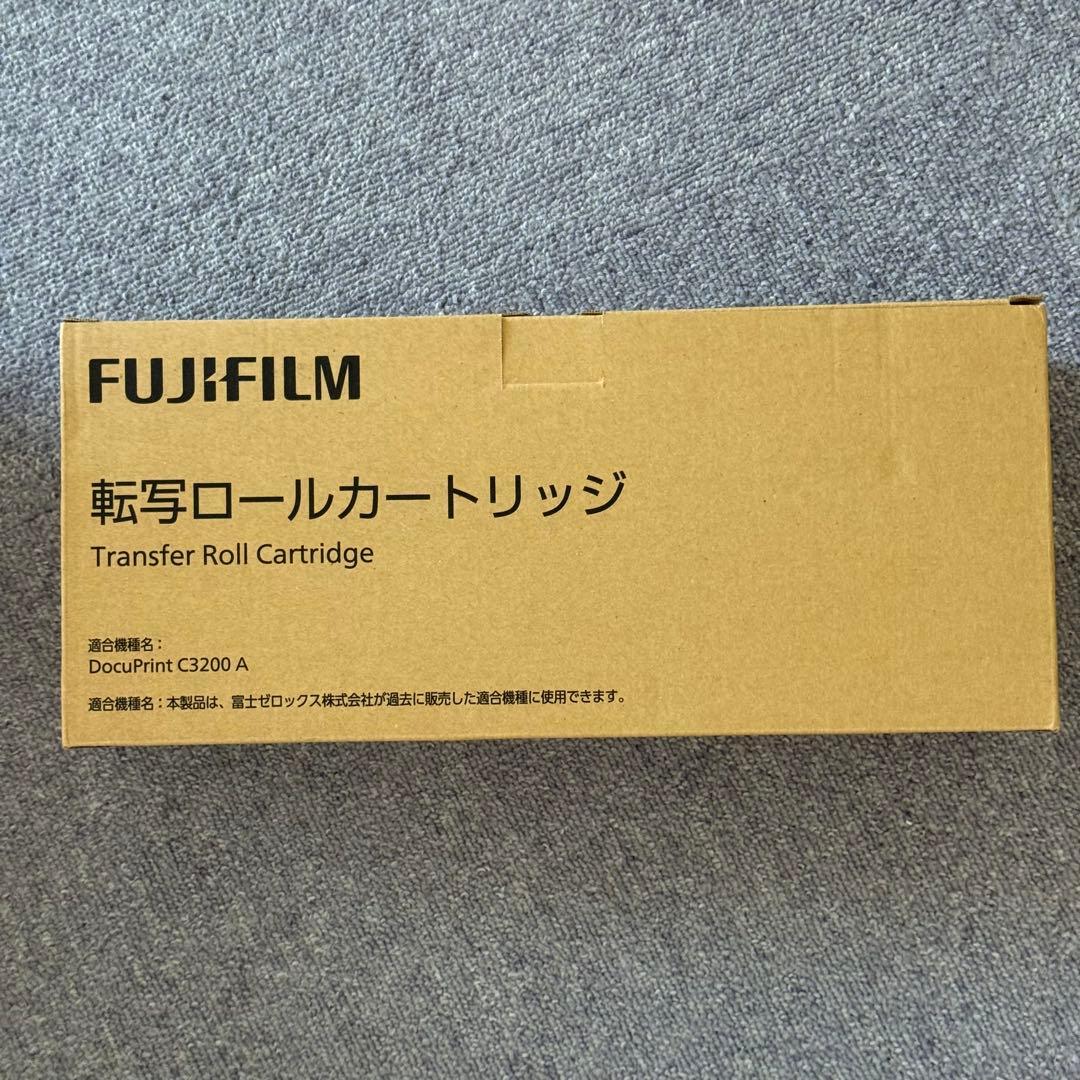 FUJIFILM
転写ロールカートリッジ
Transfer Roll Cartridge
適合機種名：
DocuPrint C3200 A
適合機種名：本製品は、富士ゼロックス株式会社が過去に販売した適合機種に使用できます。